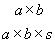 a × b
a × b × s